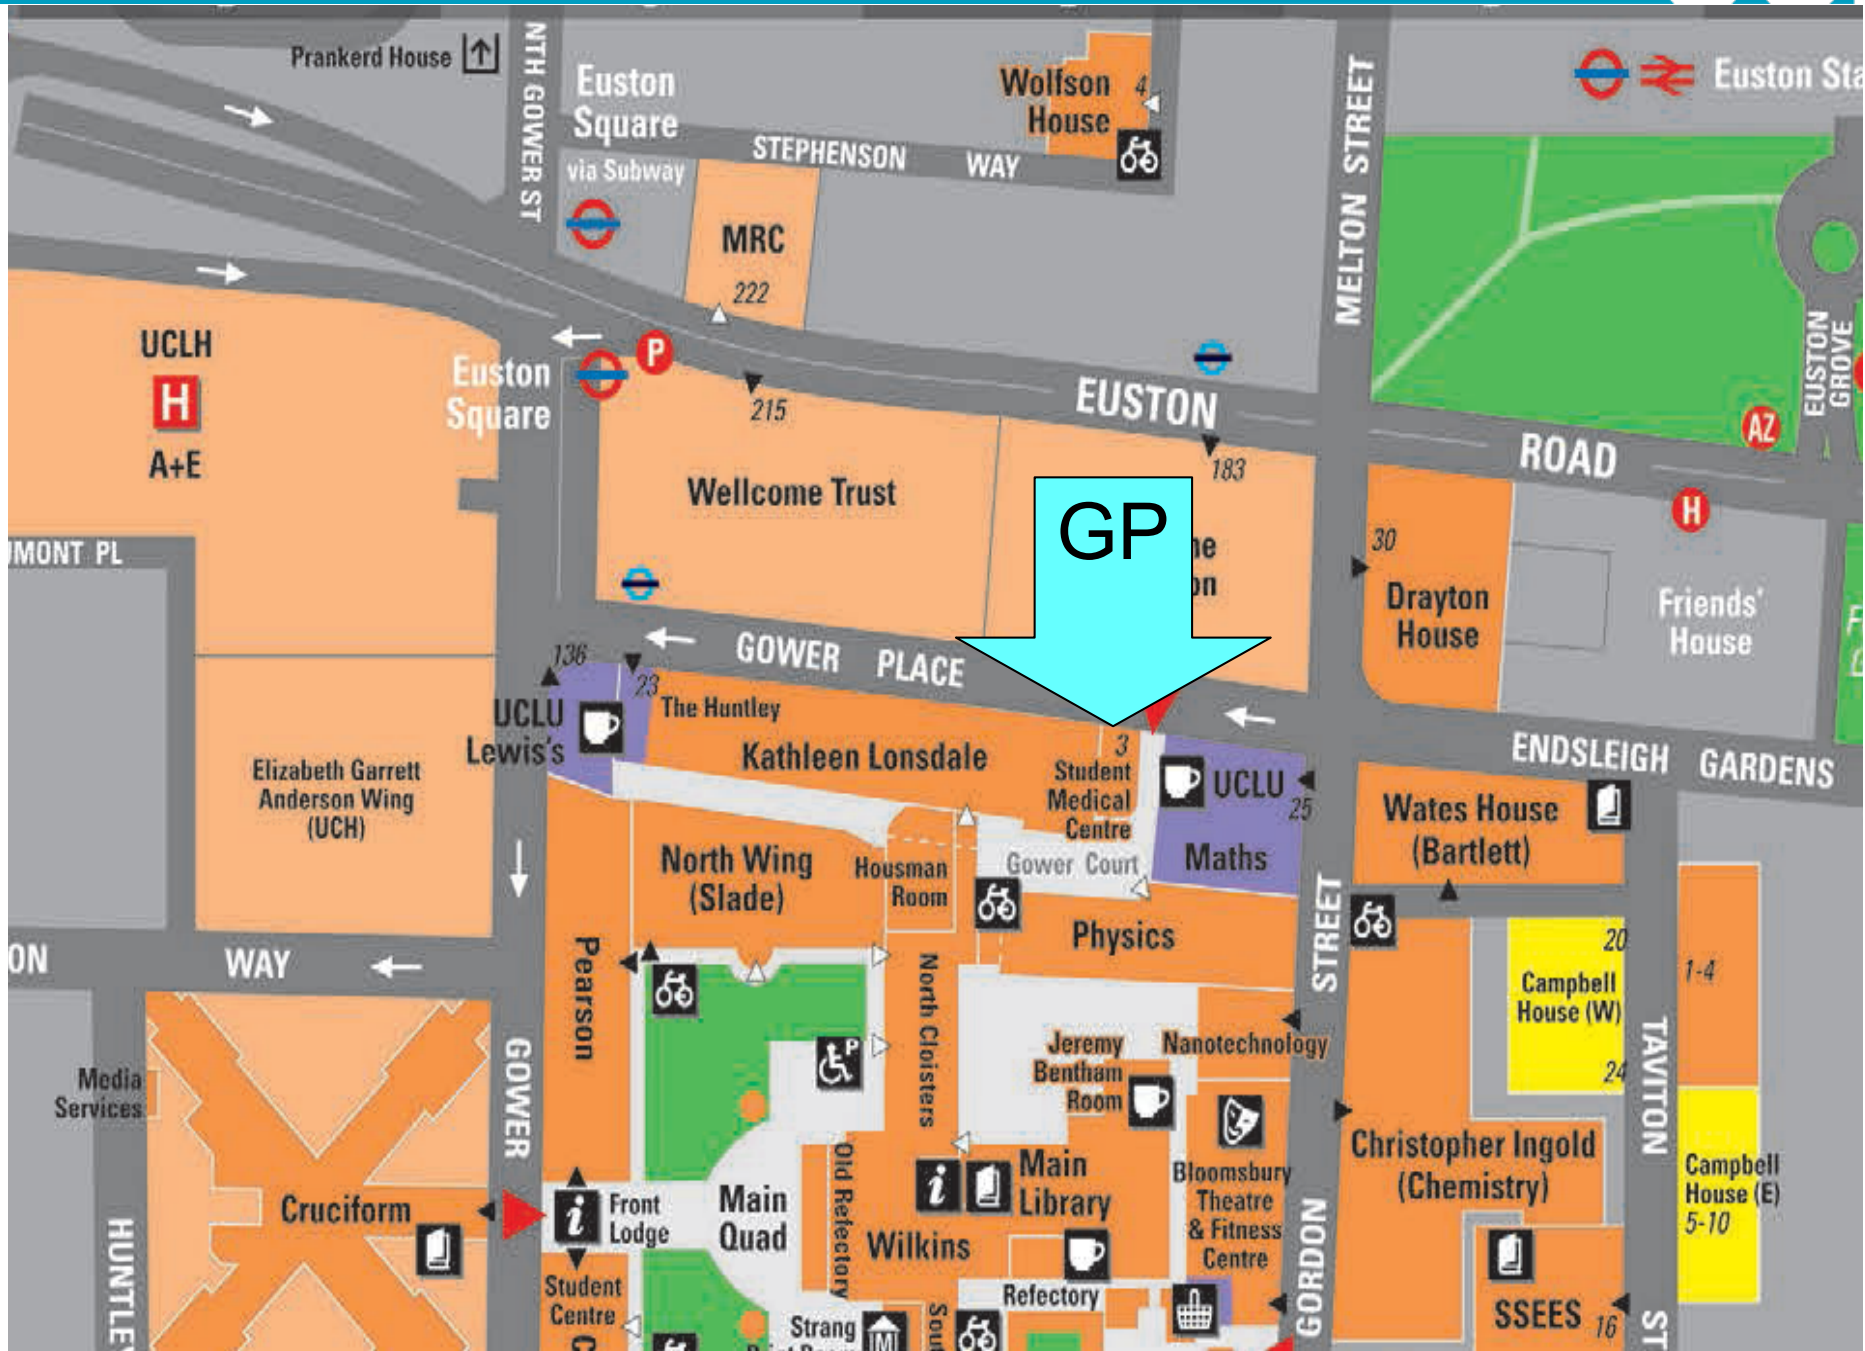 Prankerd House
NTH GOWER ST
Euston
Square
via Subway
Wolfson
House
4
STEPHENSON WAY
MRC
222
MELTON STREET
Euston Sta
UCLH
H
A+E
Euston
Square
P
215
EUSTON ROAD
183
EUSTON
GROVE
AZ
H
Wellcome Trust
GP
ne
on
30
Drayton
House
Friends'
House
UMONT PL
GOWER PLACE
136
23
UCLU
Lewis's
The Huntley
Kathleen Lonsdale
3
Student
Medical
Centre
UCLU
25
Maths
ENDSLEIGH GARDENS
Wates House
(Bartlett)
Elizabeth Garrett
Anderson Wing
(UCH)
North Wing
(Slade)
Housman
Room
Gower Court
Physics
STREET
ON
WAY
Pearson
North Cloisters
20
Campbell
House (W)
24
1-4
TAVITON
Media
Services
GOWER
Jeremy
Bentham
Room
Nanotechnology
P
Christopher Ingold
(Chemistry)
Campbell
House (E)
5-10
Cruciform
i
Front
Lodge
Main
Quad
Old Refectory
i
Main
Library
Wilkins
Bloomsbury
Theatre
& Fitness
Centre
HUNTLE
Student
Centre
Refectory
GORDON
SSEES
16
ST
Strang
M
Sout
C